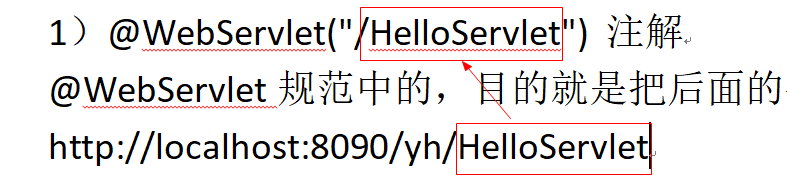 1）@WebServlet("/HelloServlet") 注解
@WebServlet 规范中的，目的就是把后面的
http://localhost:8090/yh/HelloServlet